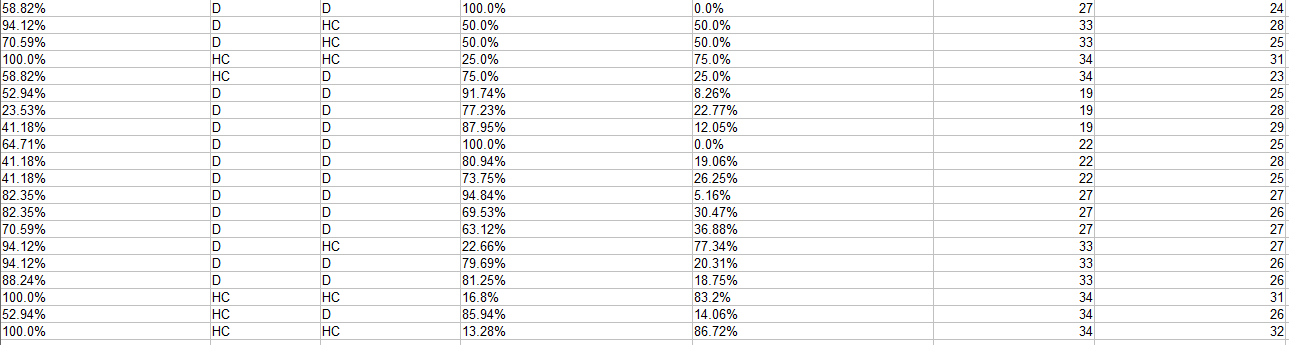 58.82% D D 100.0% 0.0% 27 24
94.12% D HC 50.0% 50.0% 33 28
70.59% D HC 50.0% 50.0% 33 25
100.0% HC HC 25.0% 75.0% 34 31
58.82% HC D 75.0% 25.0% 34 23
52.94% D D 91.74% 8.26% 19 25
23.53% D D 77.23% 22.77% 19 28
41.18% D D 87.95% 12.05% 19 29
64.71% D D 100.0% 0.0% 22 25
41.18% D D 80.94% 19.06% 22 28
41.18% D D 73.75% 26.25% 22 25
82.35% D D 94.84% 5.16% 27 27
82.35% D D 69.53% 30.47% 27 26
70.59% D D 63.12% 36.88% 27 27
94.12% D HC 22.66% 77.34% 33 27
94.12% D D 79.69% 20.31% 33 26
88.24% D D 81.25% 18.75% 33 26
100.0% HC HC 16.8% 83.2% 34 31
52.94% HC D 85.94% 14.06% 34 26
100.0% HC HC 13.28% 86.72% 34 32